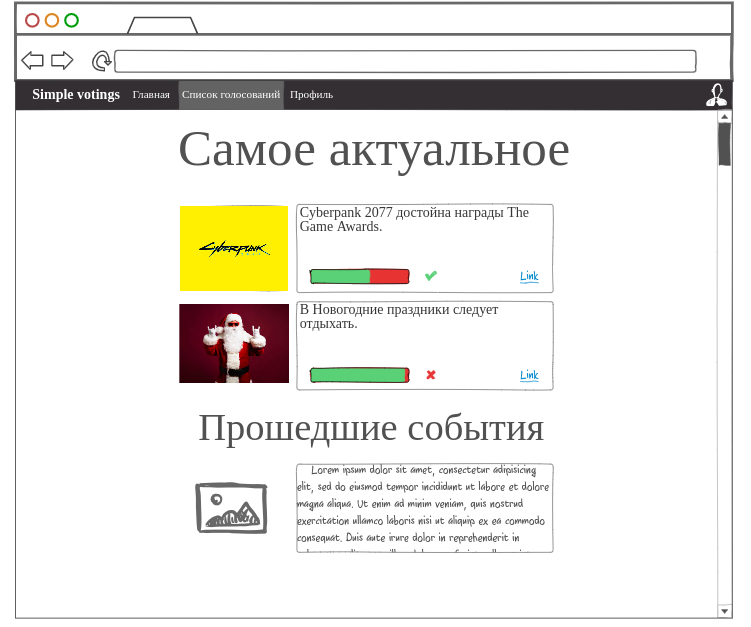 Simple votings Главная Список голосований Профиль
Самое актуальное
CYBERPUNK
Cyberpank 2077 достойна награды The
Game Awards.
Link
В Новогодние праздники следует
отдыхать.
Link
Прошедшие события
Lorem ipsum dolor sit amet, consectetur adipisicing
elit, sed do eiusmod tempor incididunt ut labore et dolore
magna aliqua. Ut enim ad minim veniam, quis nostrud
exercitation ullamco laboris nisi ut aliquip ex ea commodo
consequat. Duis aute irure dolor in reprehenderit in